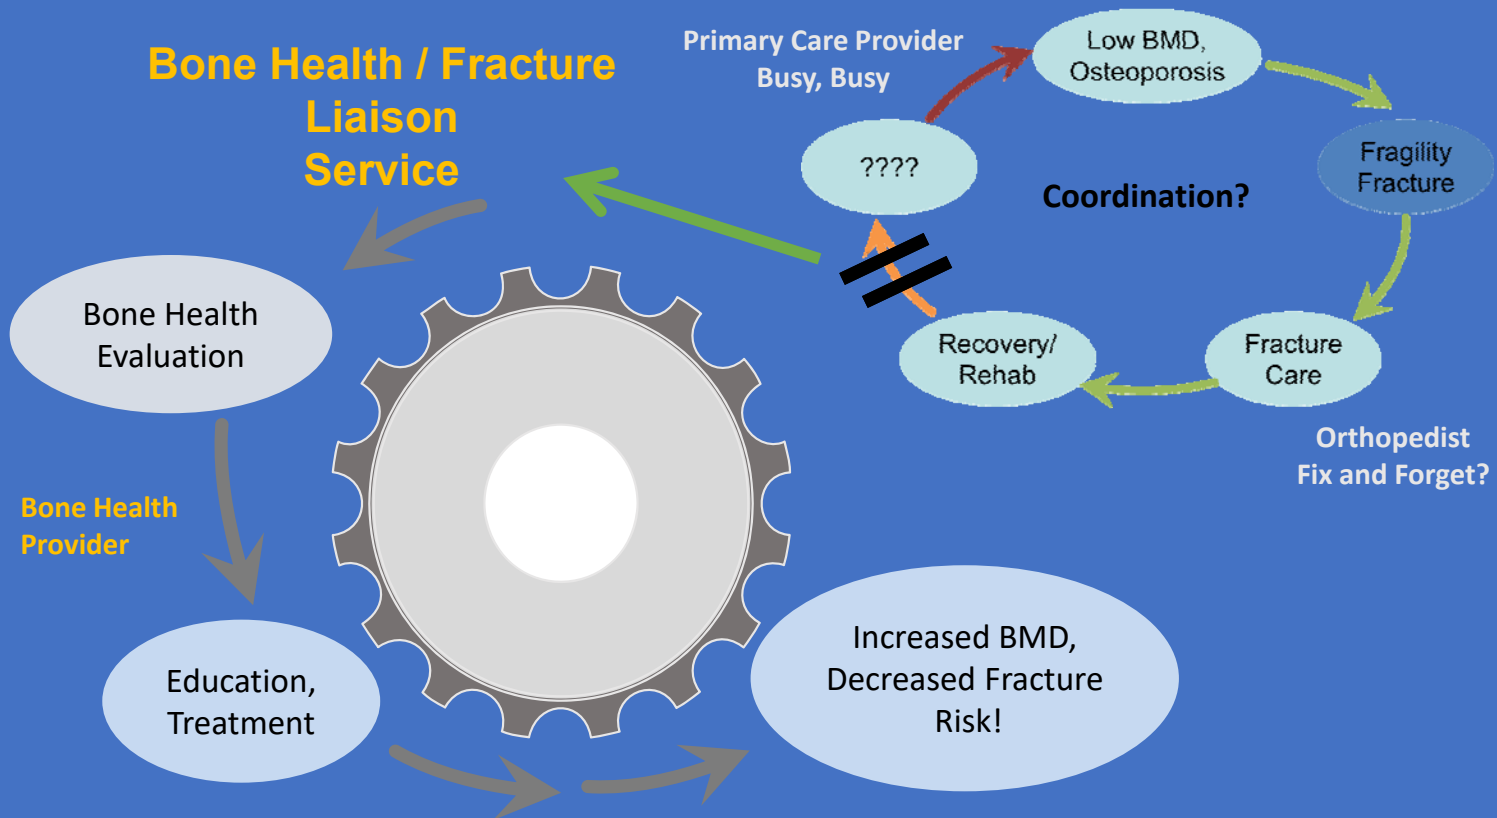 Bone Health / Fracture
Liaison
Service
Primary Care Provider
Busy, Busy
Low BMD,
Osteoporosis
Fragility
Fracture
????
Coordination?
Recovery/
Rehab
Fracture
Care
Orthopedist
Fix and Forget?
Bone Health
Evaluation
Bone Health
Provider
Education,
Treatment
Increased BMD,
Decreased Fracture
Risk!